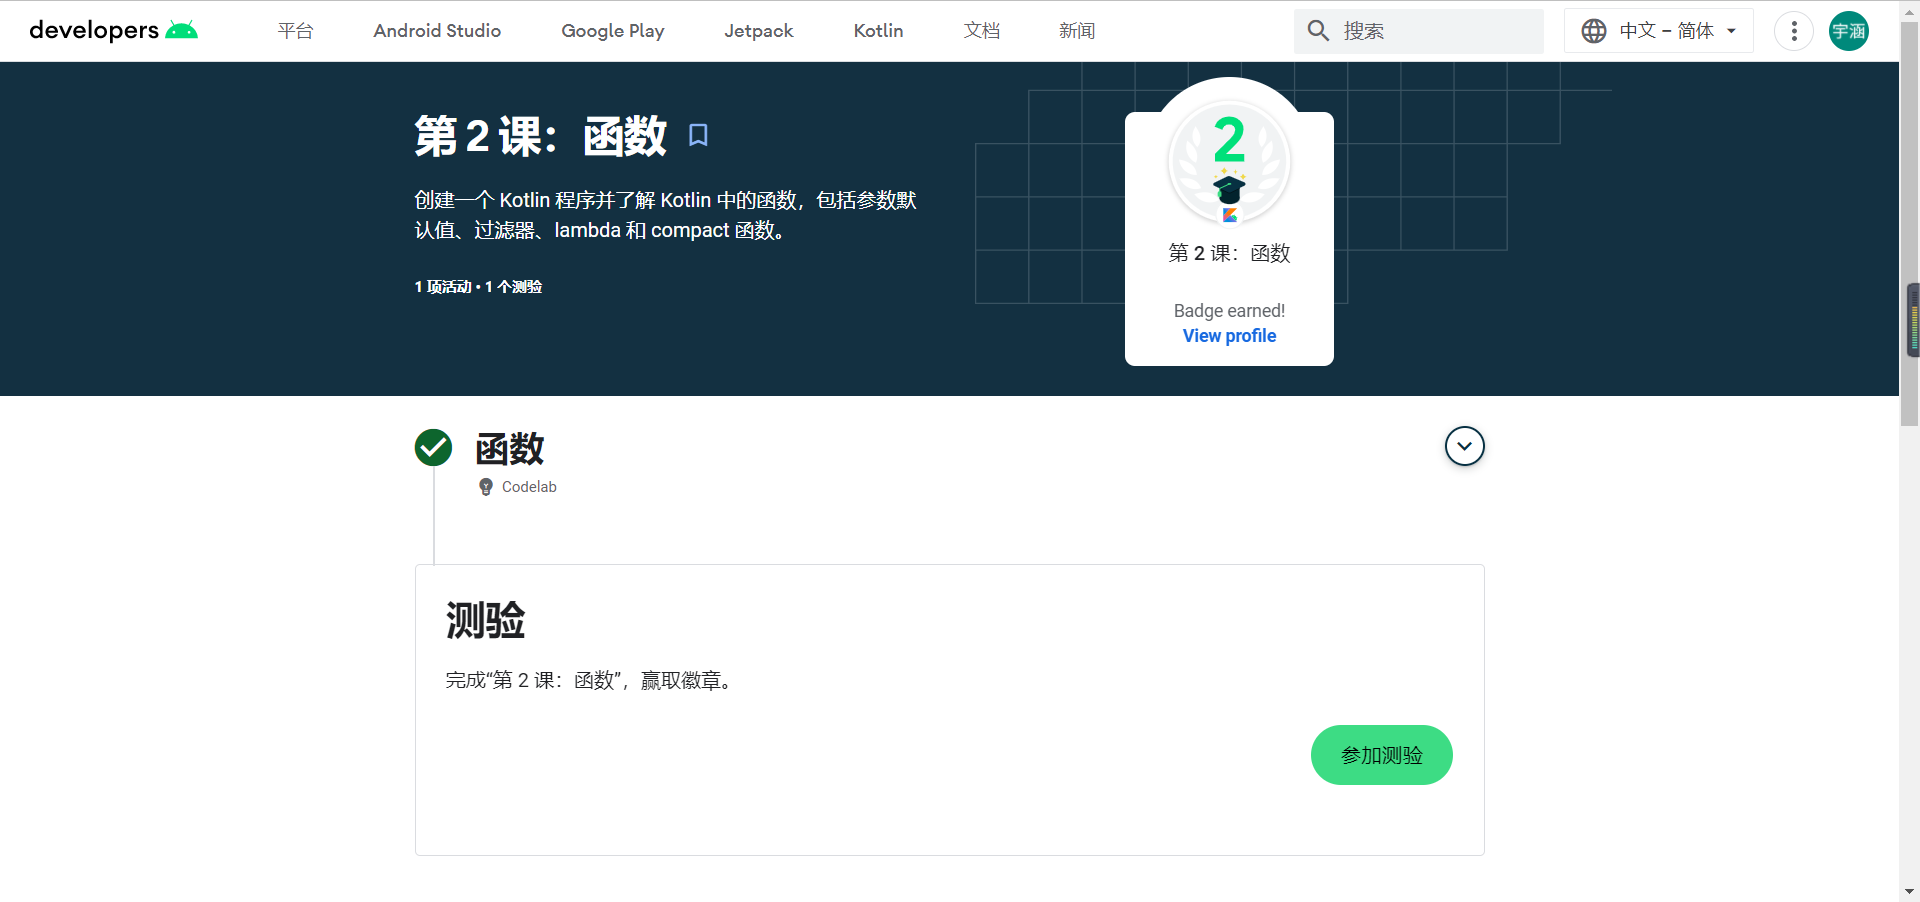 developers
平台
Android Studio
Google Play
Jetpack
Kotlin
文档
新闻
搜索
中文 – 简体
宇涵
第 2 课：函数
创建一个 Kotlin 程序并了解 Kotlin 中的函数，包括参数默
认值、过滤器、lambda 和 compact 函数。
1 项活动 • 1 个测验
2
第 2 课：函数
Badge earned!
View profile
函数
Codelab
测验
完成“第 2 课：函数”，赢取徽章。
参加测验